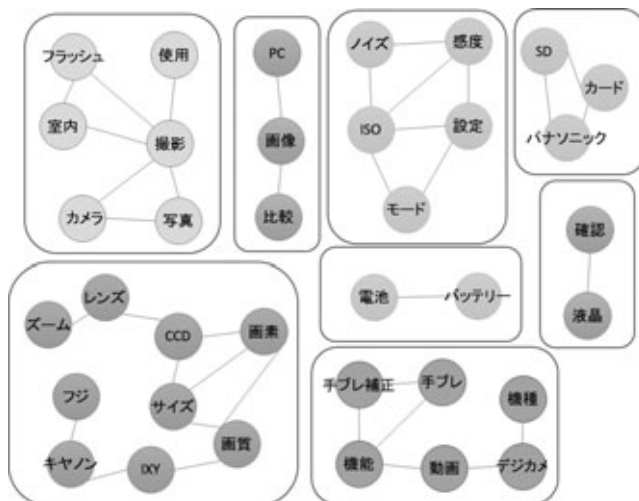 フラッシュ
使用
室内
撮影
カメラ
写真
PC
画像
比較
ノイズ
感度
ISO
設定
モード
SD
カード
パナソニック
確認
液晶
電池
バッテリー
レンズ
ズーム
CCD
画素
フジ
サイズ
画質
キヤノン
IXY
手ブレ補正
手ブレ
機種
機能
動画
デジカメ